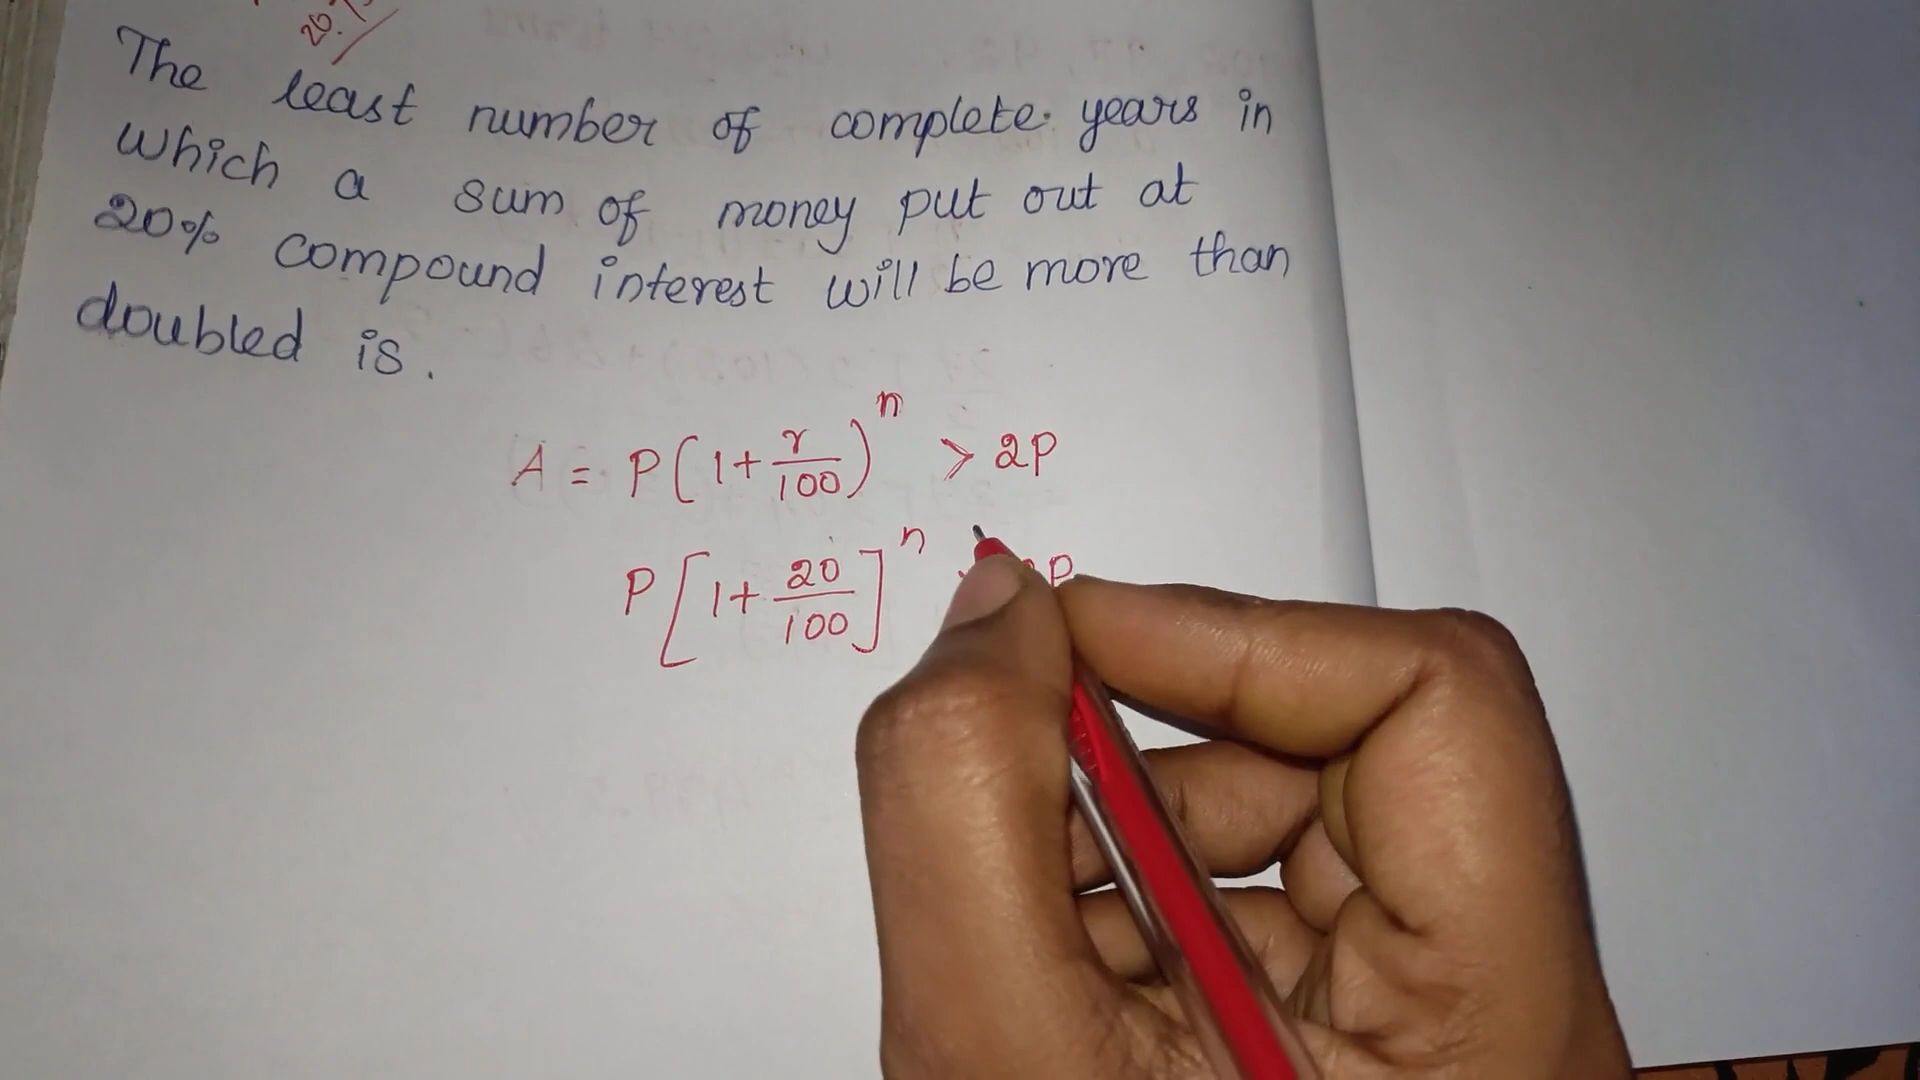 The least number of complete years in
which a sum of money put out at
20% compound interest will be more than
doubled is.
A = P(1+r/100)^n > 2P
P[1+20/100]^n P